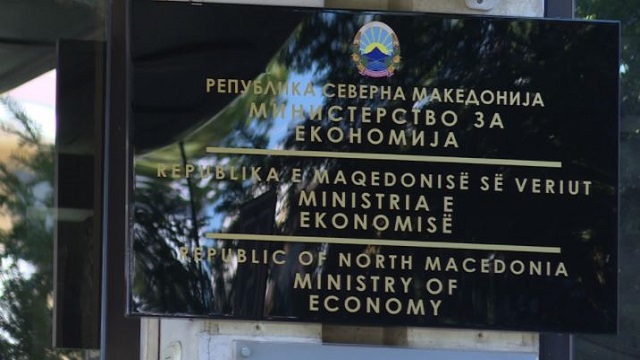 РЕПУБЛИКА СЕВЕРНА МАКЕДОНИЈА
МИНИСТЕРСТВО ЗА
ЕКОНОМИЈА
REPUBLIKA E MAQEDONISË SË VERIUT
MINISTRIA E
EKONOMISË
REPUBLIC OF NORTH MACEDONIA
MINISTRY OF
ECONOMY